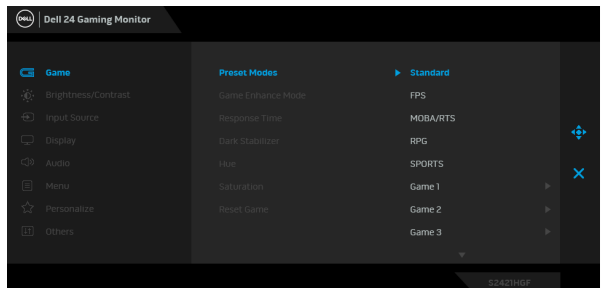 DELL
Dell 24 Gaming Monitor
Game
Brightness/Contrast
Input Source
Display
Audio
Menu
Personalize
Others
Preset Modes
Game Enhance Mode
Response Time
Dark Stabilizer
Hue
Saturation
Reset Game
Standard
FPS
MOBA/RTS
RPG
SPORTS
Game 1
Game 2
Game 3
S2421HGF